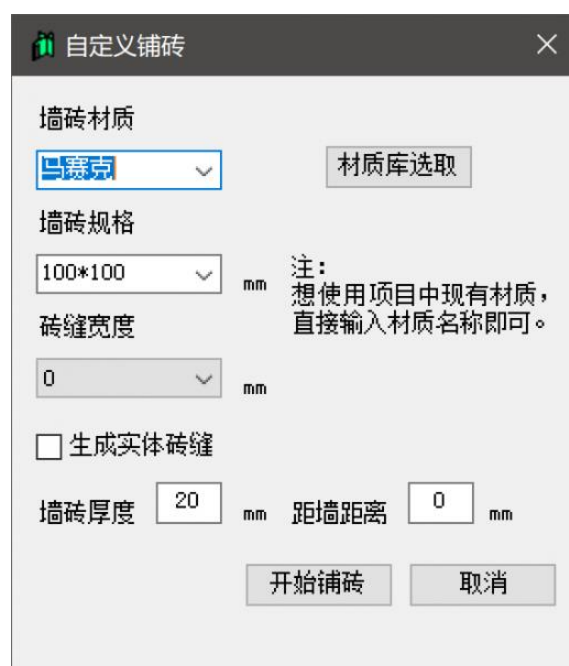 自定义铺砖
墙砖材质
马赛克
材质库选取
墙砖规格
100*100
mm
注：
想使用项目中现有材质，
直接输入材质名称即可。
砖缝宽度
0
mm
生成实体砖缝
墙砖厚度 20 mm 距墙距离 0 mm
开始铺砖 取消